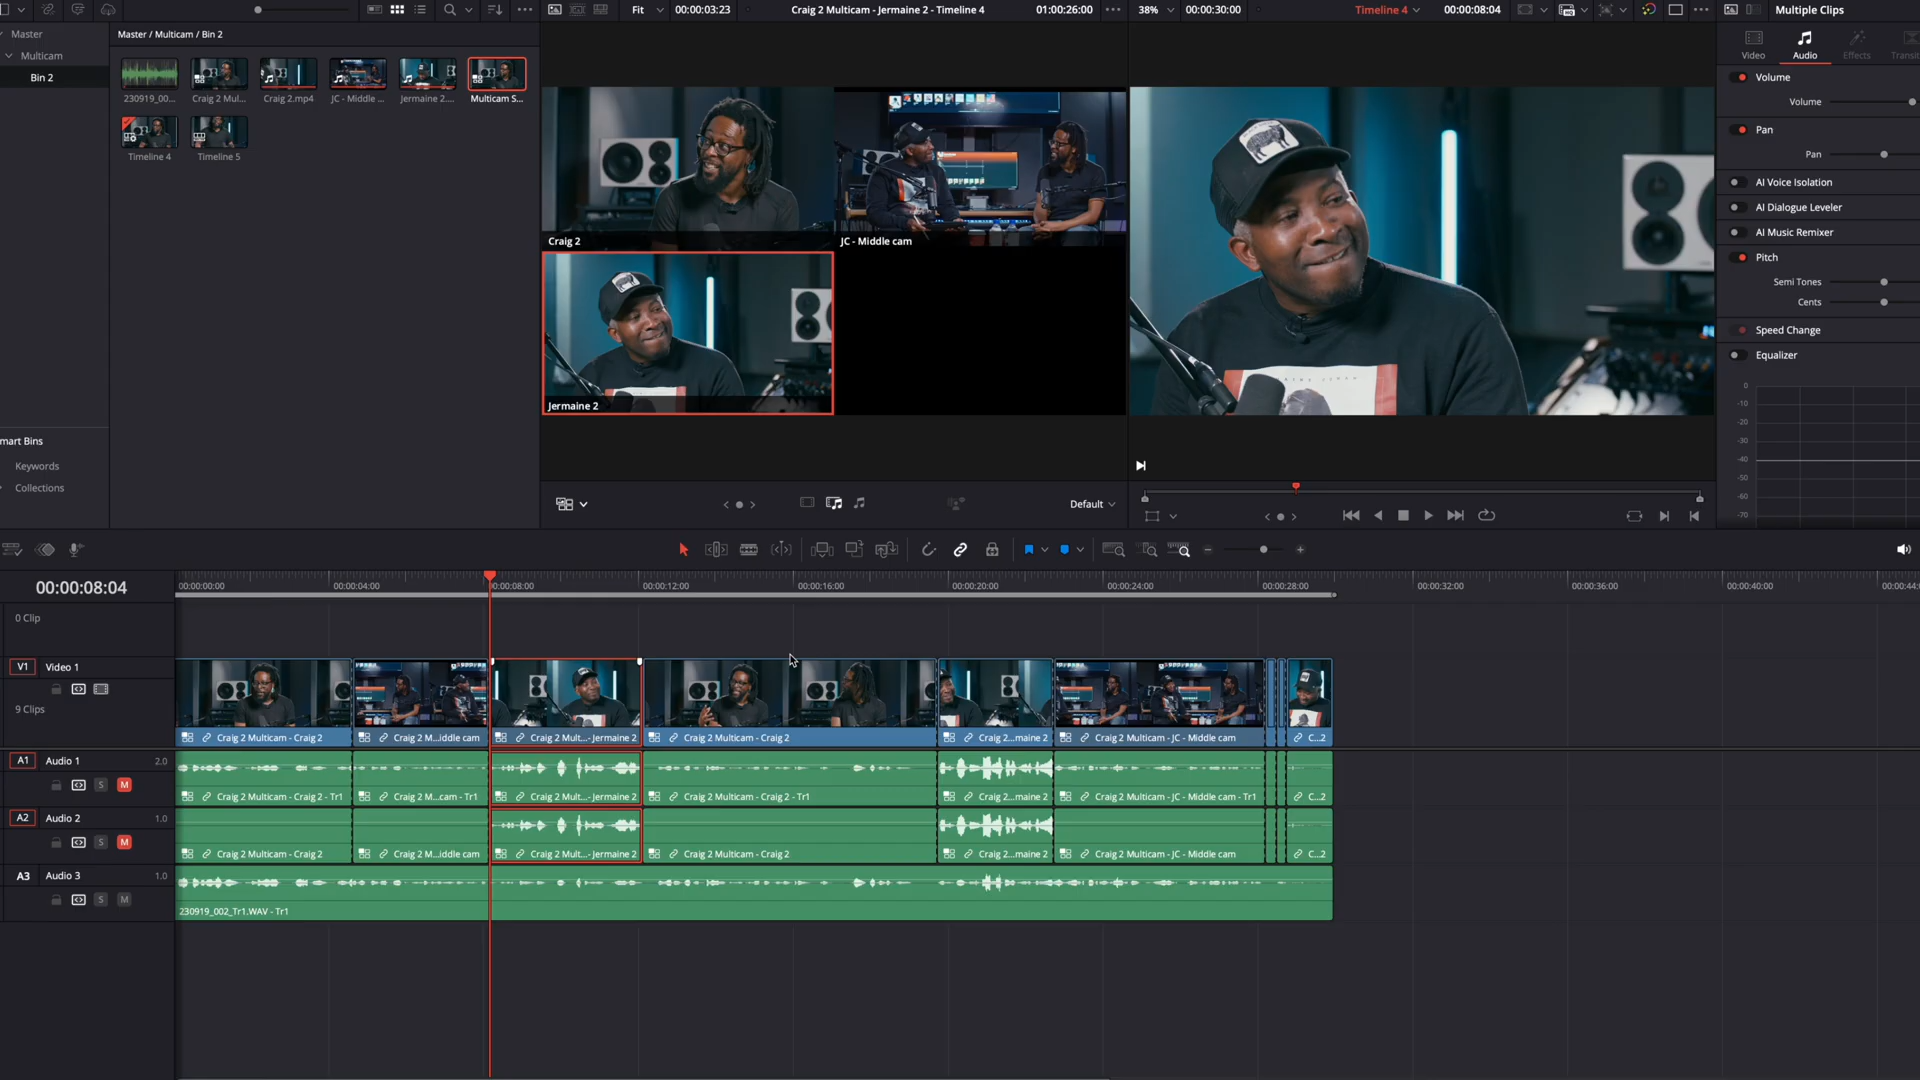 Fit 00:00:03:23 Craig 2 Multicam - Jermaine 2 - Timeline 4 01:00:26:00 38% 00:00:30:00 Timeline 4 00:00:08:04 Multiple Clips
Master
Multicam
Bin 2
Master / Multicam / Bin 2
230919_00... Craig 2 Mul... Craig 2.mp4 JC - Middle ... Jermaine 2.... Multicam S...
Timeline 4 Timeline 5
mart Bins
Keywords
Collections
Craig 2
JC - Middle cam
Jermaine 2
Default
Video Audio Effects Transit
Volume
Volume
Pan
Pan
AI Voice Isolation
AI Dialogue Leveler
AI Music Remixer
Pitch
Semi Tones
Cents
Speed Change
Equalizer
0
-10
-20
-30
-40
-50
-60
-70
00:00:08:04
00:00:00:00 00:00:04:00 00:00:08:00 00:00:12:00 00:00:16:00 00:00:20:00 00:00:24:00 00:00:28:00 00:00:32:00 00:00:36:00 00:00:40:00 00:00:44:
0 Clip
V1 Video 1
9 Clips
Craig 2 Multicam - Craig 2 Craig 2 M...iddle cam Craig 2 Mult...- Jermaine 2 Craig 2 Multicam - Craig 2 Craig 2...maine 2 Craig 2 Multicam - JC - Middle cam C...2
A1 Audio 1 2.0
S M
Craig 2 Multicam - Craig 2 - Tr1 Craig 2 M...cam - Tr1 Craig 2 Mult...- Jermaine 2 Craig 2 Multicam - Craig 2 - Tr1 Craig 2...maine 2 Craig 2 Multicam - JC - Middle cam - Tr1 C...2
A2 Audio 2 1.0
S M
Craig 2 Multicam - Craig 2 Craig 2 M...iddle cam Craig 2 Mult...- Jermaine 2 Craig 2 Multicam - Craig 2 Craig 2...maine 2 Craig 2 Multicam - JC - Middle cam C...2
A3 Audio 3 1.0
S M
230919_002_Tr1.WAV - Tr1